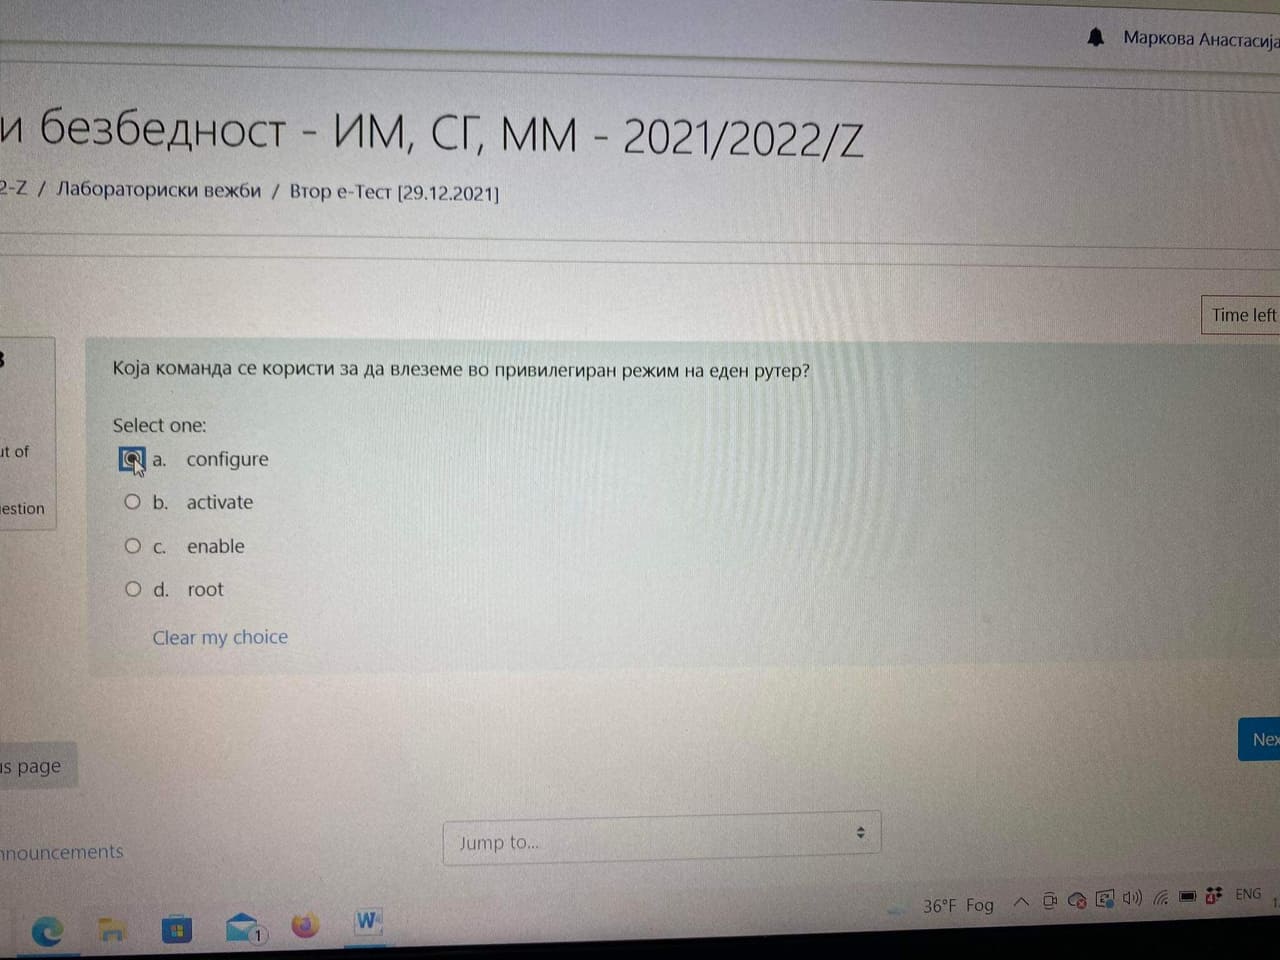 Маркова Анастасија
и безбедност - ИМ, СГ, ММ - 2021/2022/Z
2-Z / Лабораториски вежби / Втор е-Тест [29.12.2021]
Time left
Која команда се користи за да влеземе во привилегиран режим на еден рутер?
Select one:
a. configure
b. activate
c. enable
d. root
Clear my choice
ut of
estion
Nex
us page
Jump to...
nnouncements
1
W
36°F Fog
ENG